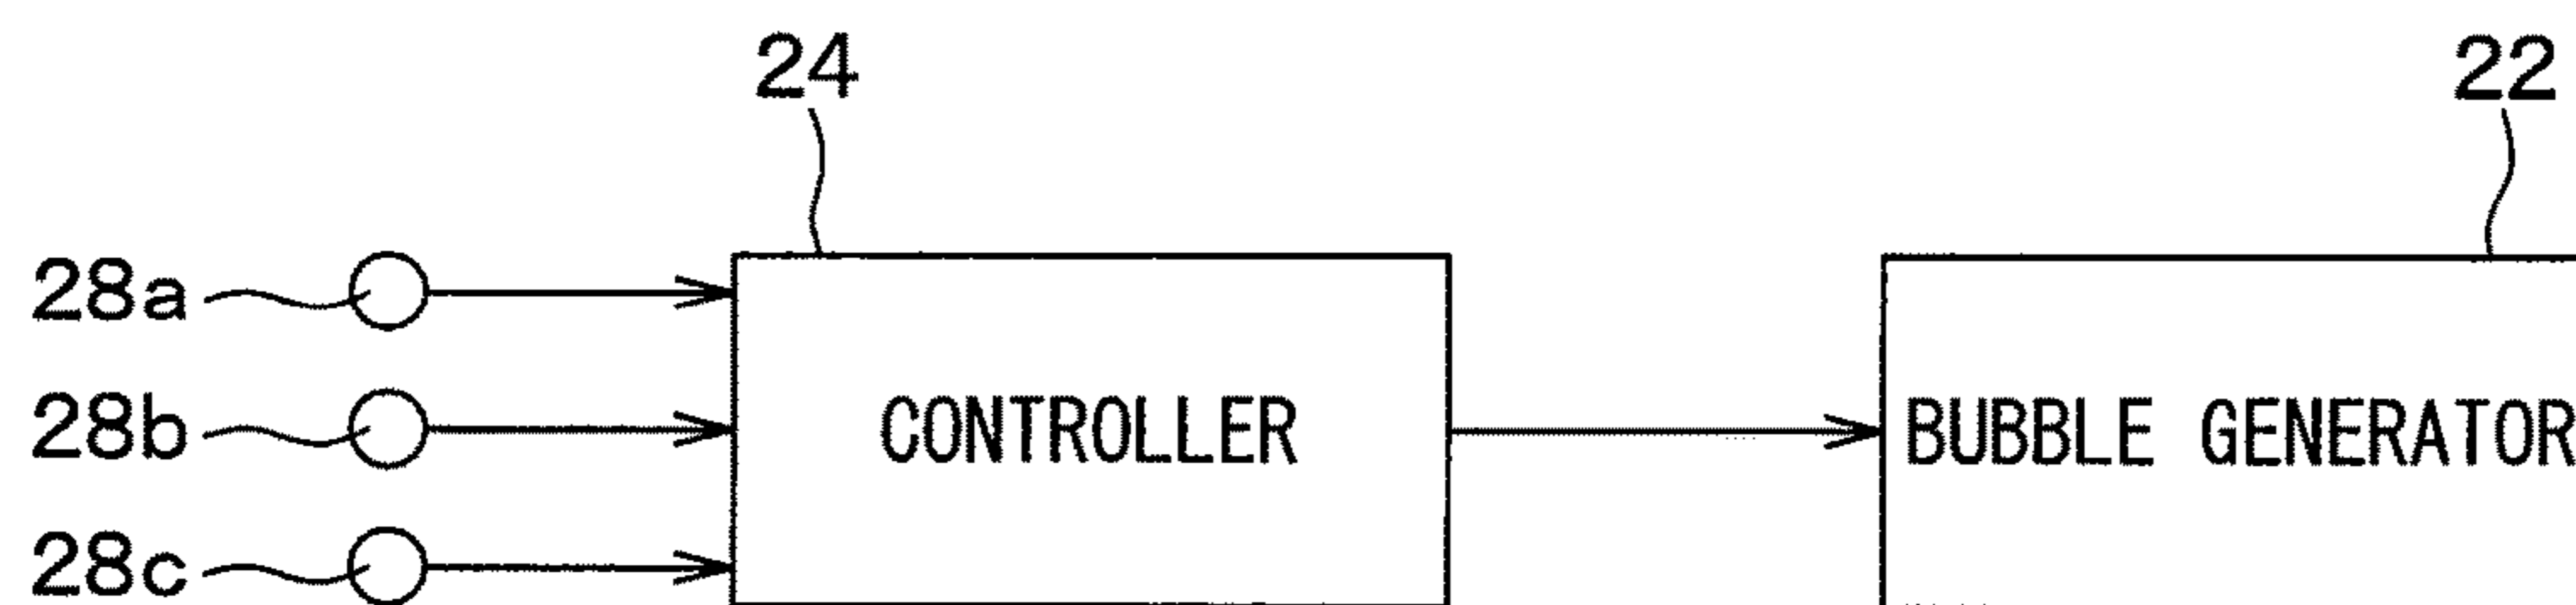 24 22
28a
28b CONTROLLER BUBBLE GENERATOR
28c